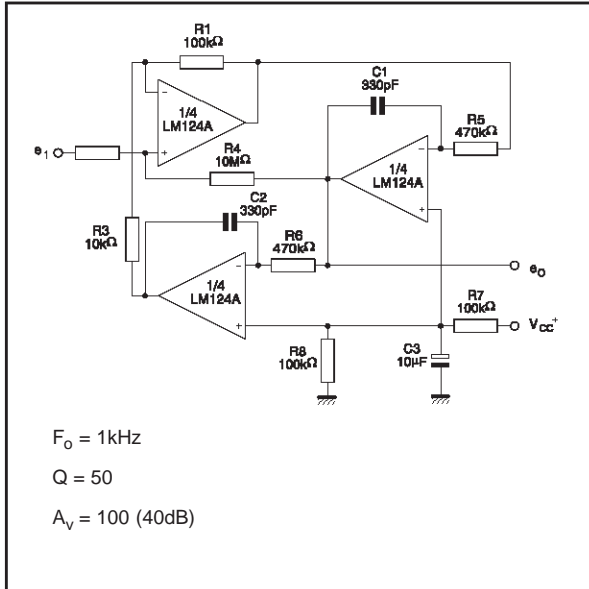 R1
100kΩ
C1
330pF
1/4
LM124A
R5
470kΩ
e1
R4
10MΩ
1/4
LM124A
C2
330pF
R3
10kΩ
R6
470kΩ
1/4
LM124A
eO
R7
100kΩ
VCC+
R8
100kΩ
C3
10µF
Fo = 1kHz
Q = 50
Av = 100 (40dB)